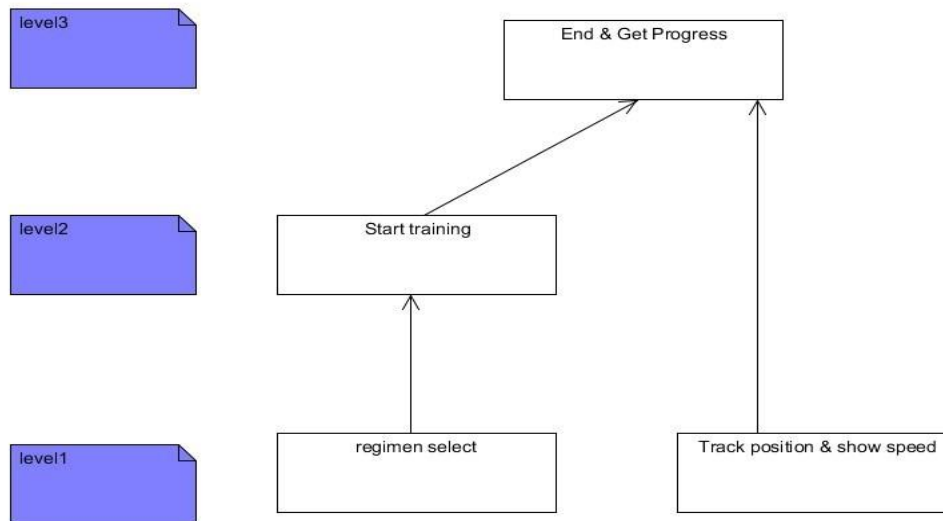 level3
End & Get Progress
level2
Start training
level1
regimen select
Track position & show speed